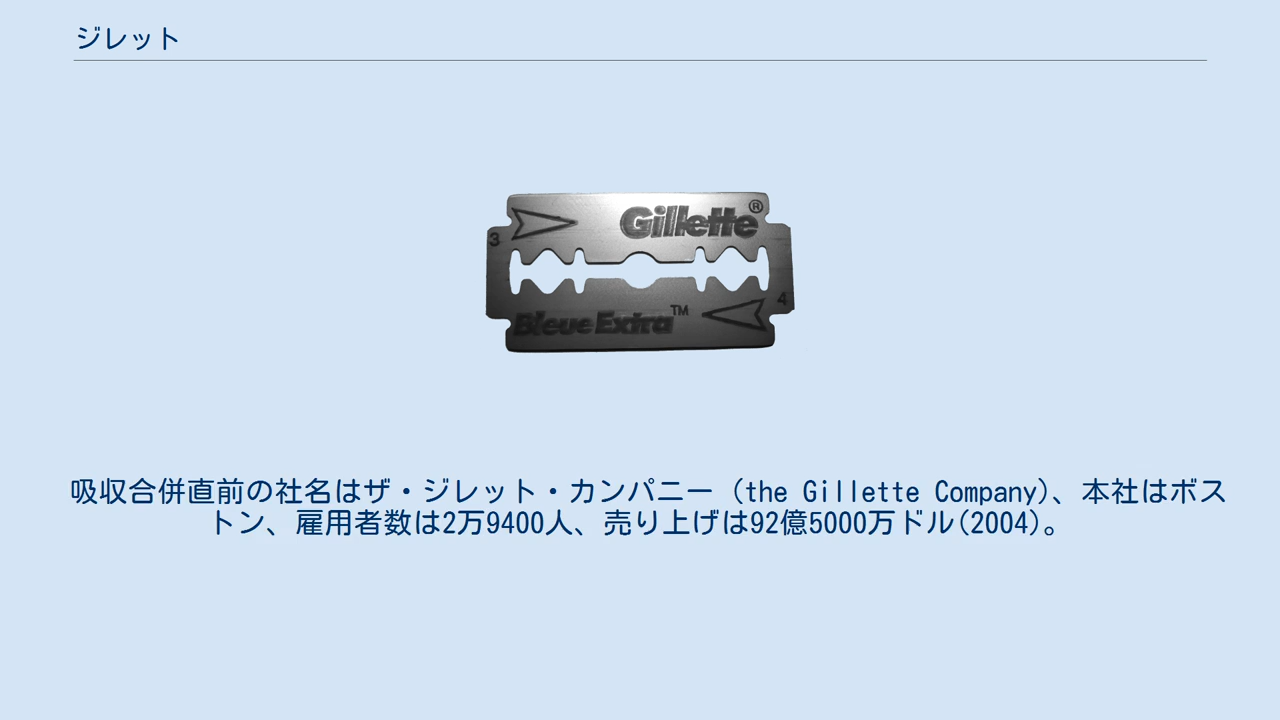 ジレット
Gillette®
3
4
Bleue Extra™
吸収合併直前の社名はザ・ジレット・カンパニー (the Gillette Company)、本社はボス
トン、雇用者数は2万9400人、売り上げは92億5000万ドル(2004)。